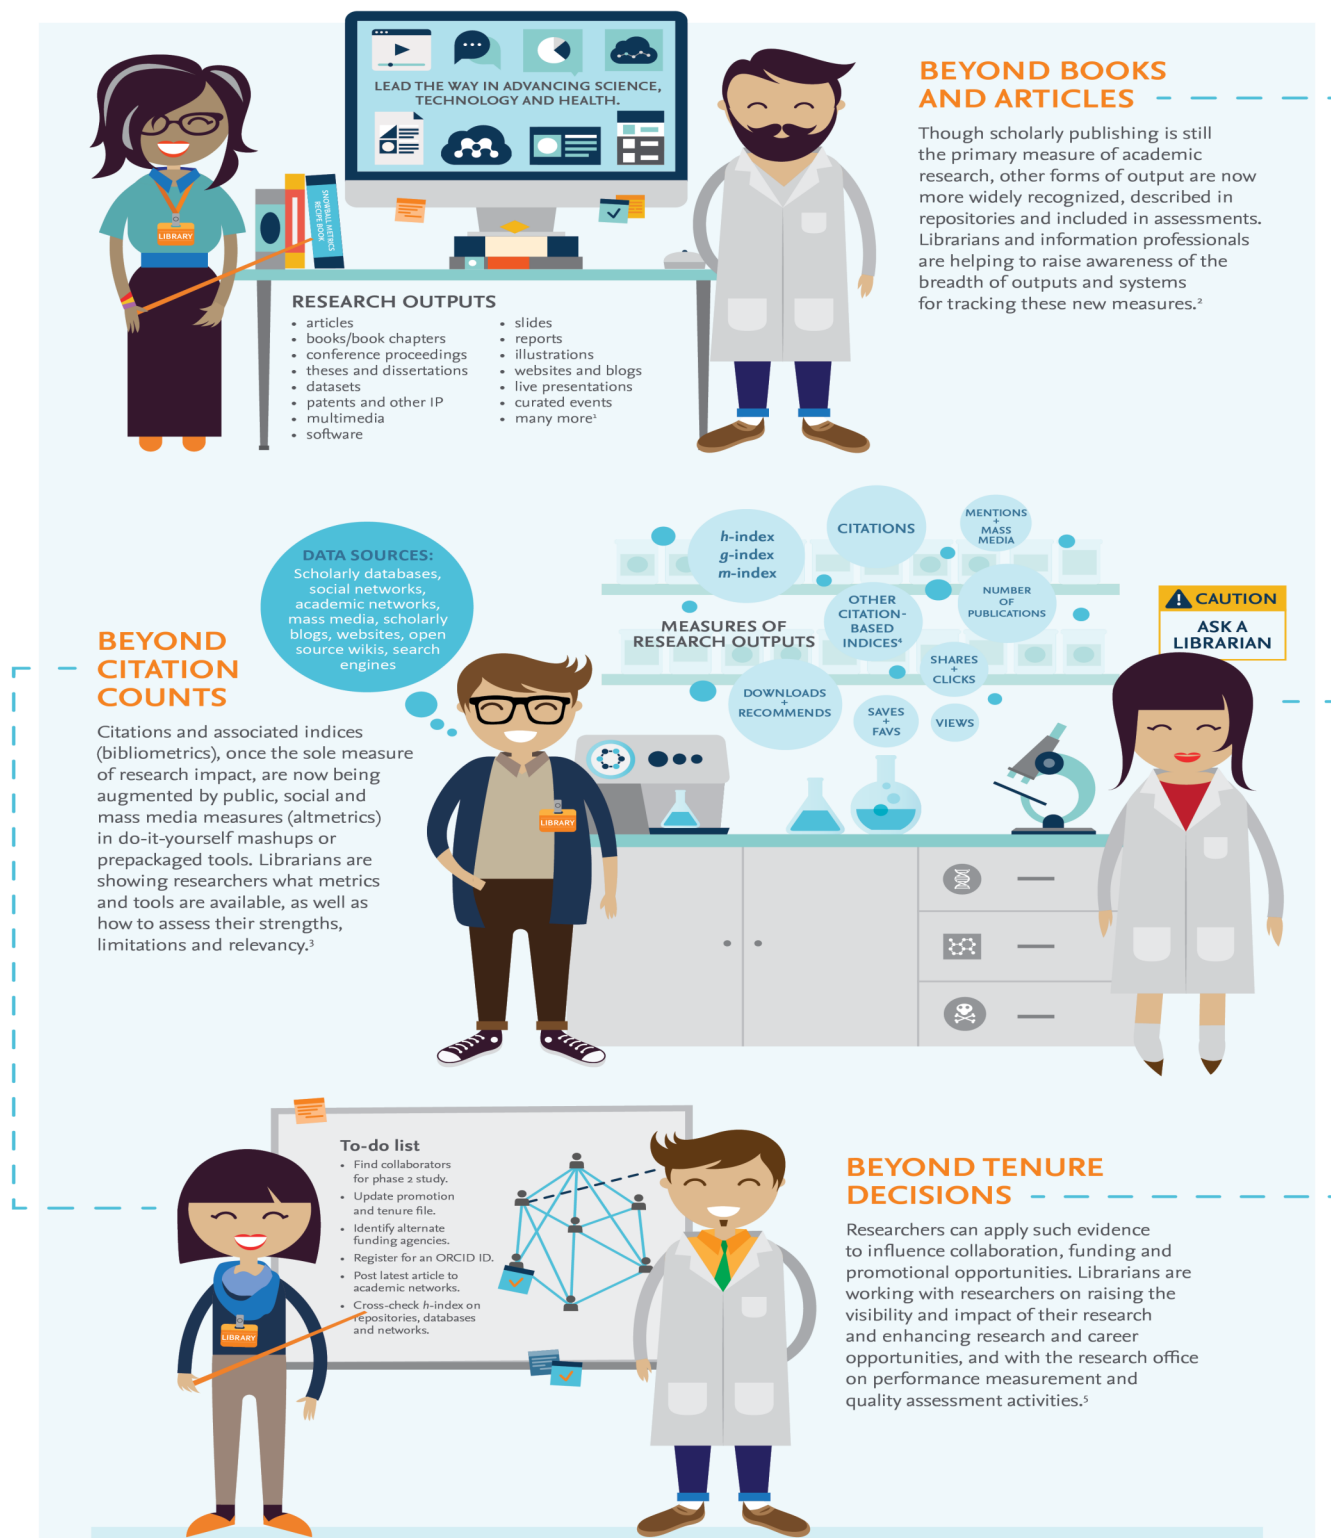 LEAD THE WAY IN ADVANCING SCIENCE,
TECHNOLOGY AND HEALTH.
LIBRARY
SNOWBALL METRICS
RECIPE BOOK
BEYOND BOOKS
AND ARTICLES
Though scholarly publishing is still
the primary measure of academic
research, other forms of output are now
more widely recognized, described in
repositories and included in assessments.
Librarians and information professionals
are helping to raise awareness of the
breadth of outputs and systems
for tracking these new measures.²
RESEARCH OUTPUTS
• articles
• books/book chapters
• conference proceedings
• theses and dissertations
• datasets
• patents and other IP
• multimedia
• software
• slides
• reports
• illustrations
• websites and blogs
• live presentations
• curated events
• many more¹
DATA SOURCES:
Scholarly databases,
social networks,
academic networks,
mass media, scholarly
blogs, websites, open
source wikis, search
engines
BEYOND
CITATION
COUNTS
Citations and associated indices
(bibliometrics), once the sole measure
of research impact, are now being
augmented by public, social and
mass media measures (altmetrics)
in do-it-yourself mashups or
prepackaged tools. Librarians are
showing researchers what metrics
and tools are available, as well as
how to assess their strengths,
limitations and relevancy.³
LIBRARY
h-index
g-index
m-index
CITATIONS
MENTIONS
+
MASS
MEDIA
MEASURES OF
RESEARCH OUTPUTS
OTHER
CITATION-
BASED
INDICES⁴
NUMBER
OF
PUBLICATIONS
SHARES
+
CLICKS
DOWNLOADS
+
RECOMMENDS
SAVES
+
FAVS
VIEWS
CAUTION
ASK A
LIBRARIAN
To-do list
• Find collaborators
for phase 2 study.
• Update promotion
and tenure file.
• Identify alternate
funding agencies.
• Register for an ORCID ID.
• Post latest article to
academic networks.
• Cross-check h-index on
repositories, databases
and networks.
LIBRARY
BEYOND TENURE
DECISIONS
Researchers can apply such evidence
to influence collaboration, funding and
promotional opportunities. Librarians are
working with researchers on raising the
visibility and impact of their research
and enhancing research and career
opportunities, and with the research office
on performance measurement and
quality assessment activities.⁵